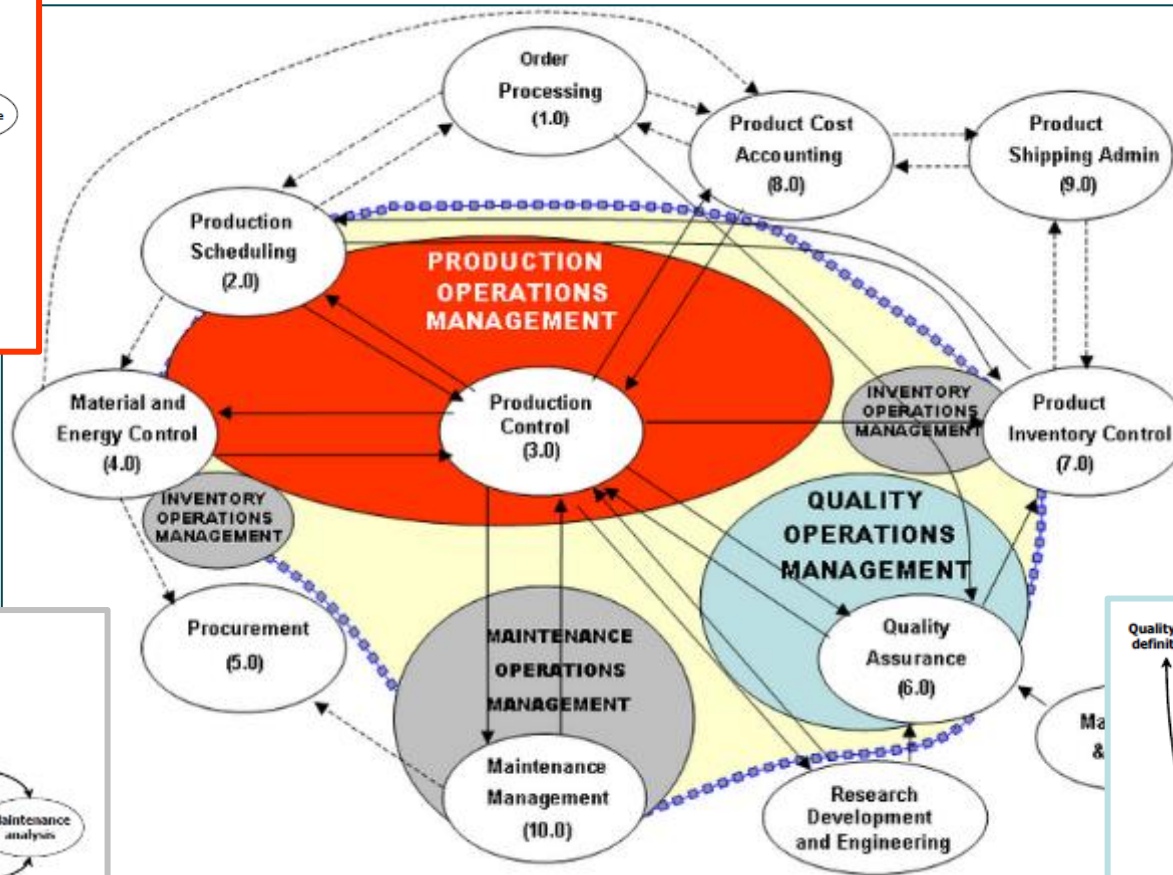 Order
Processing
(1.0)
Product Cost
Accounting
(8.0)
Product
Shipping Admin
(9.0)
Production
Scheduling
(2.0)
PRODUCTION
OPERATIONS
MANAGEMENT
Material and
Energy Control
(4.0)
Production
Control
(3.0)
INVENTORY
OPERATIONS
MANAGEMENT
Product
Inventory Control
(7.0)
INVENTORY
OPERATIONS
MANAGEMENT
QUALITY
OPERATIONS
MANAGEMENT
Procurement
(5.0)
MAINTENANCE
OPERATIONS
MANAGEMENT
Quality
Assurance
(6.0)
Quality
definit
Ma
&
Maintenance
Management
(10.0)
Research
Development
and Engineering
aintenance
analysis